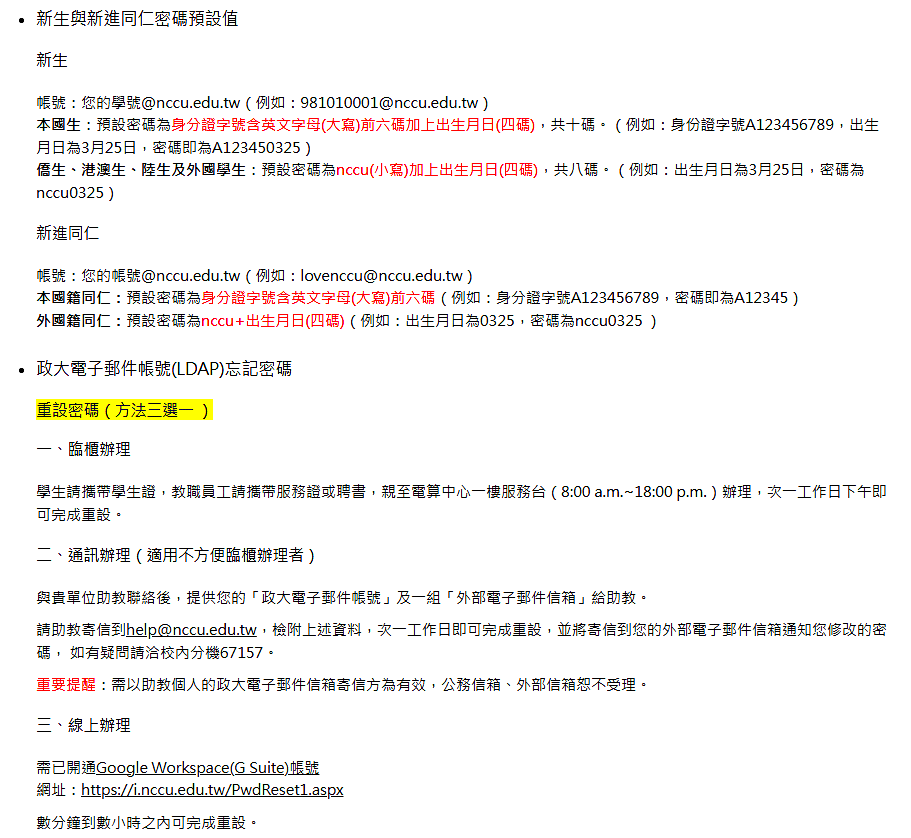 新生與新進同仁密碼預設值
新生
帳號：您的學號@nccu.edu.tw（例如：981010001@nccu.edu.tw）
本國生：預設密碼為身分證字號含英文字母(大寫)前六碼加上出生月日(四碼)，共十碼。（例如：身份證字號A123456789，出生
月日為3月25日，密碼即為A123450325）
僑生、港澳生、陸生及外國學生：預設密碼為nccu(小寫)加上出生月日(四碼)，共八碼。（例如：出生月日為3月25日，密碼為
nccu0325）
新進同仁
帳號：您的帳號@nccu.edu.tw（例如：lovenccu@nccu.edu.tw）
本國籍同仁：預設密碼為身分證字號含英文字母(大寫)前六碼（例如：身分證字號A123456789，密碼即為A12345）
外國籍同仁：預設密碼為nccu+出生月日(四碼)（例如：出生月日為0325，密碼為nccu0325 ）
政大電子郵件帳號(LDAP)忘記密碼
重設密碼（方法三選一 ）
一、臨櫃辦理
學生請攜帶學生證，教職員工請攜帶服務證或聘書，親至電算中心一樓服務台（8:00 a.m.~18:00 p.m.）辦理，次一工作日下午即
可完成重設。
二、通訊辦理（適用不方便臨櫃辦理者）
與貴單位助教聯絡後，提供您的「政大電子郵件帳號」及一組「外部電子郵件信箱」給助教。
請助教寄信到help@nccu.edu.tw，檢附上述資料，次一工作日即可完成重設，並將寄信到您的外部電子郵件信箱通知您修改的密
碼， 如有疑問請洽校內分機67157。
重要提醒：需以助教個人的政大電子郵件信箱寄信方為有效，公務信箱、外部信箱恕不受理。
三、線上辦理
需已開通Google Workspace(G Suite)帳號
網址：https://i.nccu.edu.tw/PwdReset1.aspx
數分鐘到數小時之內可完成重設。